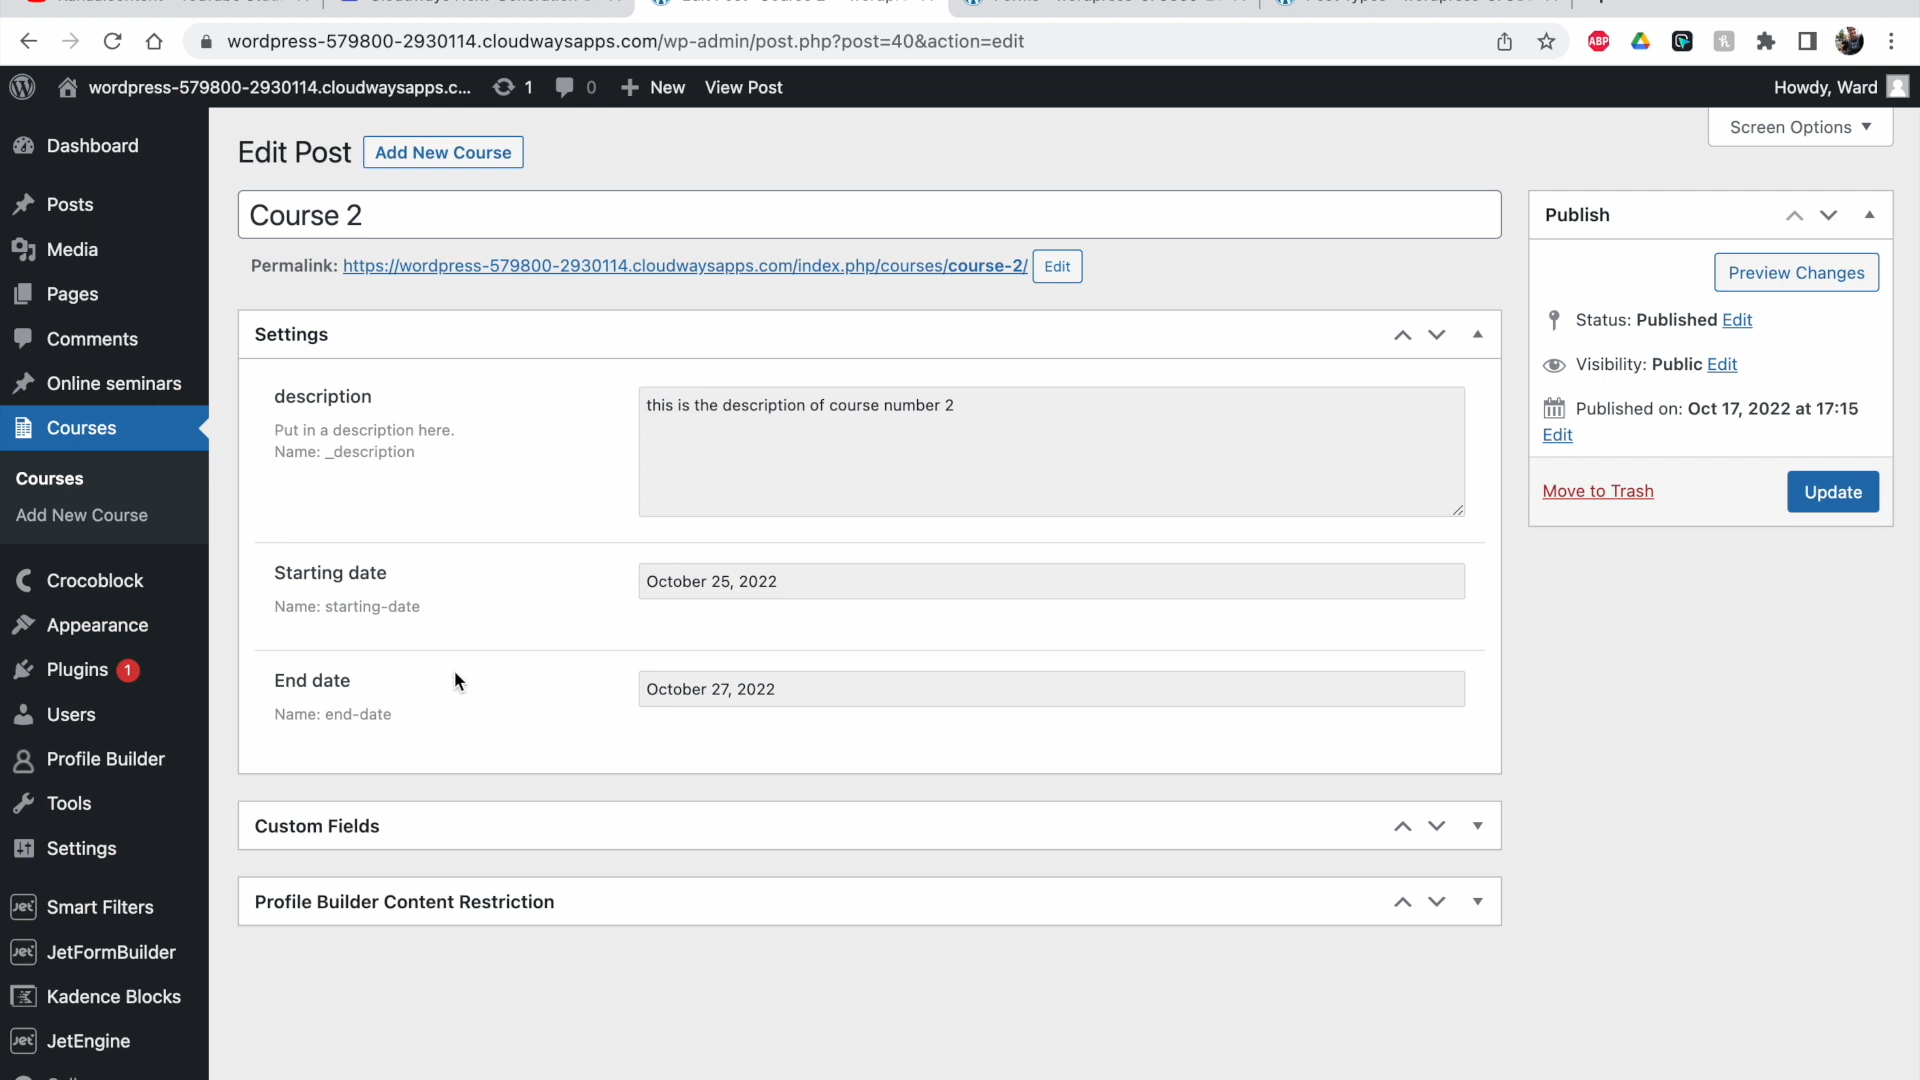 wordpress-579800-2930114.cloudwaysapps.com/wp-admin/post.php?post=40&action=edit
ABP
wordpress-579800-2930114.cloudwaysapps.c... 1 0 New View Post
Howdy, Ward
Dashboard
Posts
Media
Pages
Comments
Online seminars
Courses
Courses
Add New Course
Crocoblock
Appearance
Plugins 1
Users
Profile Builder
Tools
Settings
Jet Smart Filters
Jet JetFormBuilder
Kadence Blocks
Jet JetEngine
Screen Options
Edit Post Add New Course
Course 2
Permalink: https://wordpress-579800-2930114.cloudwaysapps.com/index.php/courses/course-2/ Edit
Settings
description
Put in a description here.
Name: _description
this is the description of course number 2
Starting date
Name: starting-date
October 25, 2022
End date
Name: end-date
October 27, 2022
Custom Fields
Profile Builder Content Restriction
Publish
Preview Changes
Status: Published Edit
Visibility: Public Edit
Published on: Oct 17, 2022 at 17:15
Edit
Move to Trash Update